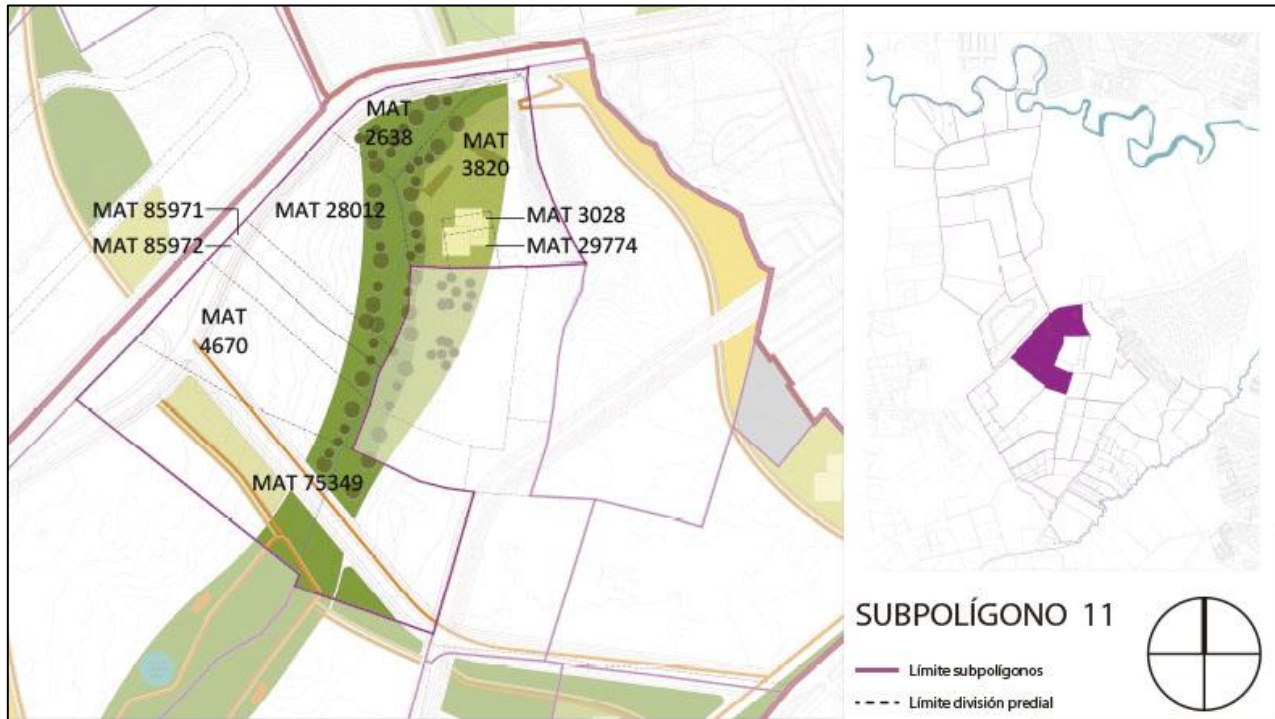 MAT
2638
MAT
3820
MAT 85971
MAT 28012
MAT 3028
MAT 85972
MAT 29774
MAT
4670
MAT 75349
SUBPOLÍGONO 11
Límite subpolígonos
Límite división predial